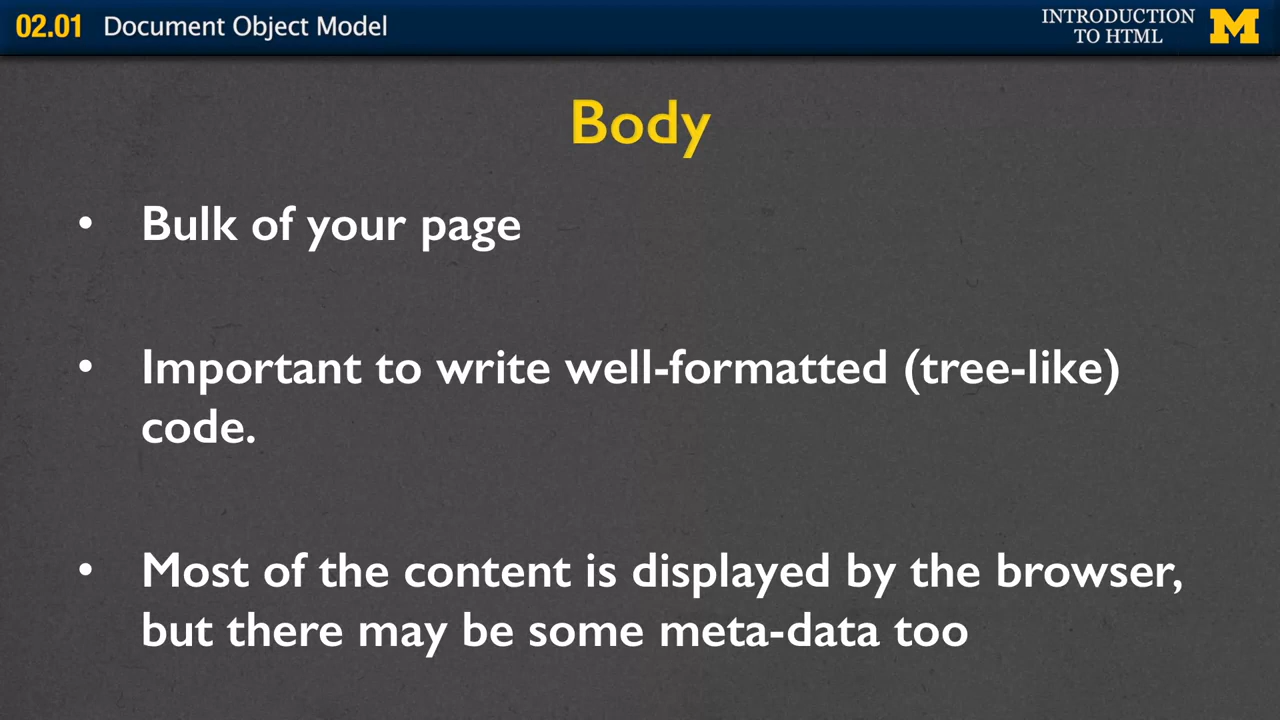 02.01 Document Object Model
INTRODUCTION
TO HTML
M
Body
• Bulk of your page
• Important to write well-formatted (tree-like)
code.
• Most of the content is displayed by the browser,
but there may be some meta-data too